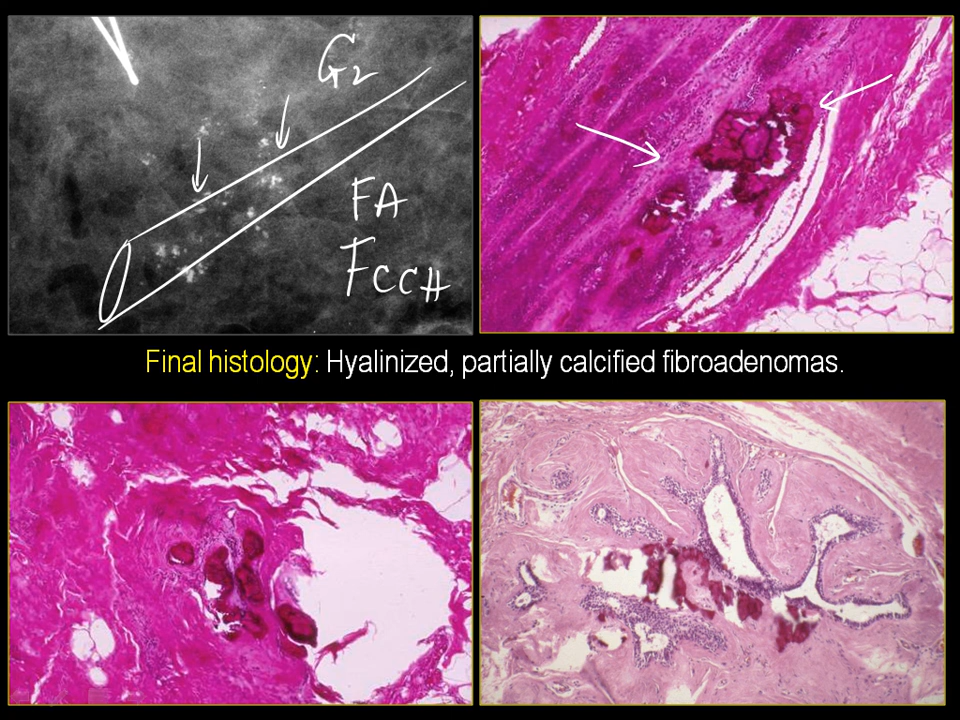 G2
FA
FCCH
Final histology: Hyalinized, partially calcified fibroadenomas.